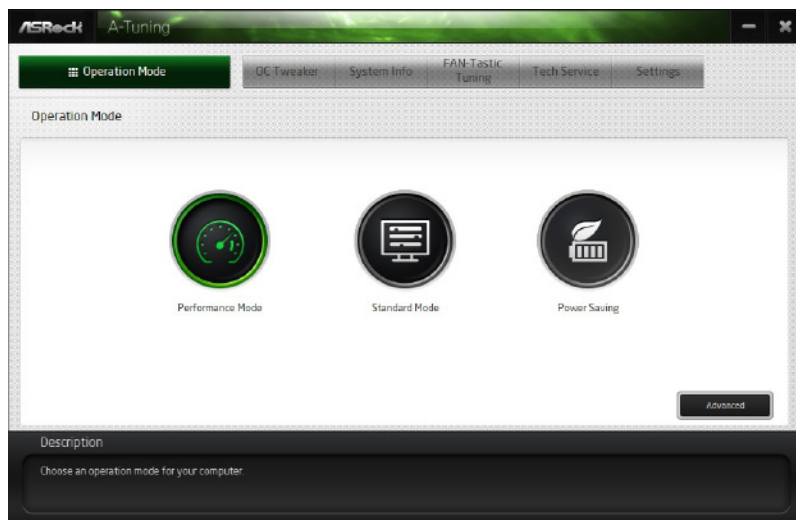 ASRock A-Tuning
Operation Mode OC Tweaker System Info FAN-Tastic Tuning Tech Service Settings
Operation Mode
Performance Mode Standard Mode Power Saving
Advanced
Description
Choose an operation mode for your computer.